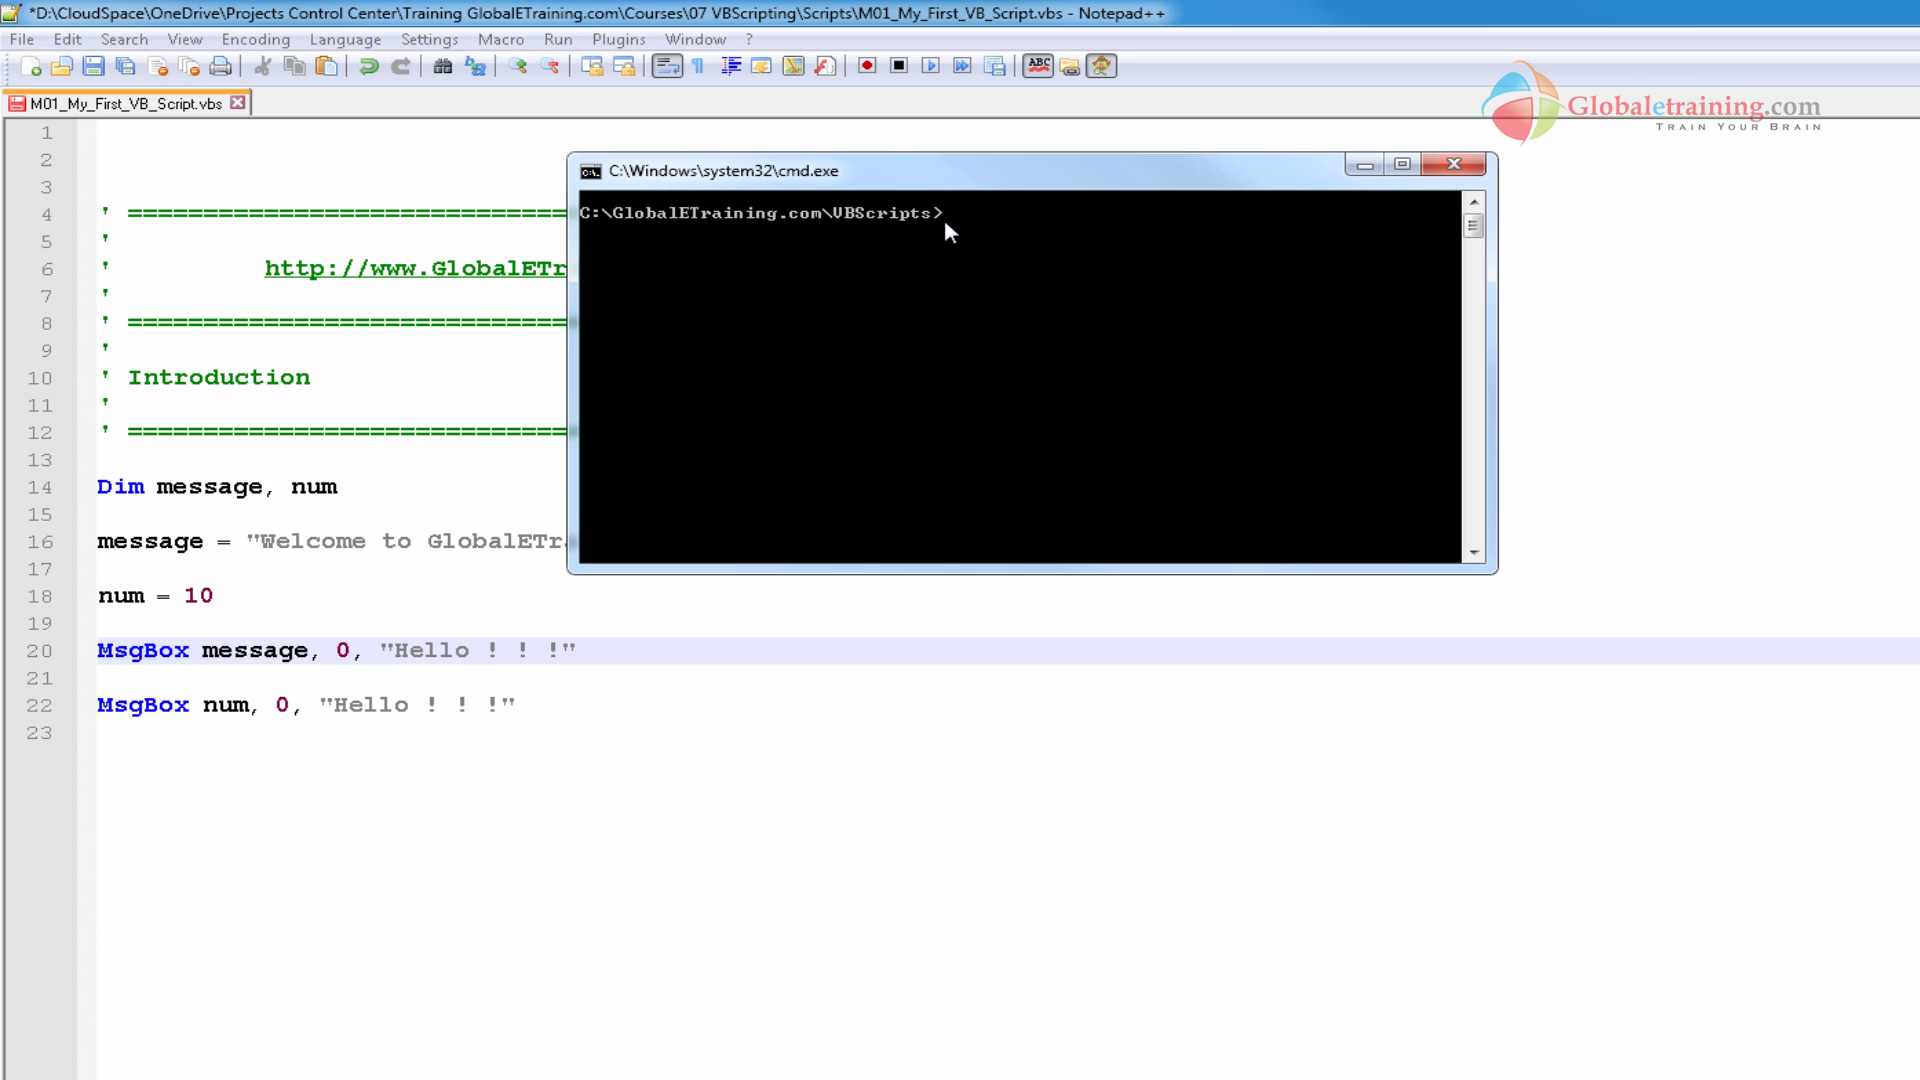 *D:\CloudSpace\OneDrive\Projects Control Center\Training GlobalETraining.com\Courses\07 VBScripting\Scripts\M01_My_First_VB_Script.vbs - Notepad++
File Edit Search View Encoding Language Settings Macro Run Plugins Window ?
ABC
M01_My_First_VB_Script.vbs
Globaletraining.com
TRAIN YOUR BRAIN
C:\Windows\system32\cmd.exe
C:\GlobalETraining.com\VBScripts>
1
2
3
4 ' =============================
5 '
6 ' http://www.GlobalETr
7 '
8 ' =============================
9 '
10 ' Introduction
11 '
12 ' =============================
13
14 Dim message, num
15
16 message = "Welcome to GlobalETra
17
18 num = 10
19
20 MsgBox message, 0, "Hello ! ! !"
21
22 MsgBox num, 0, "Hello ! ! !"
23